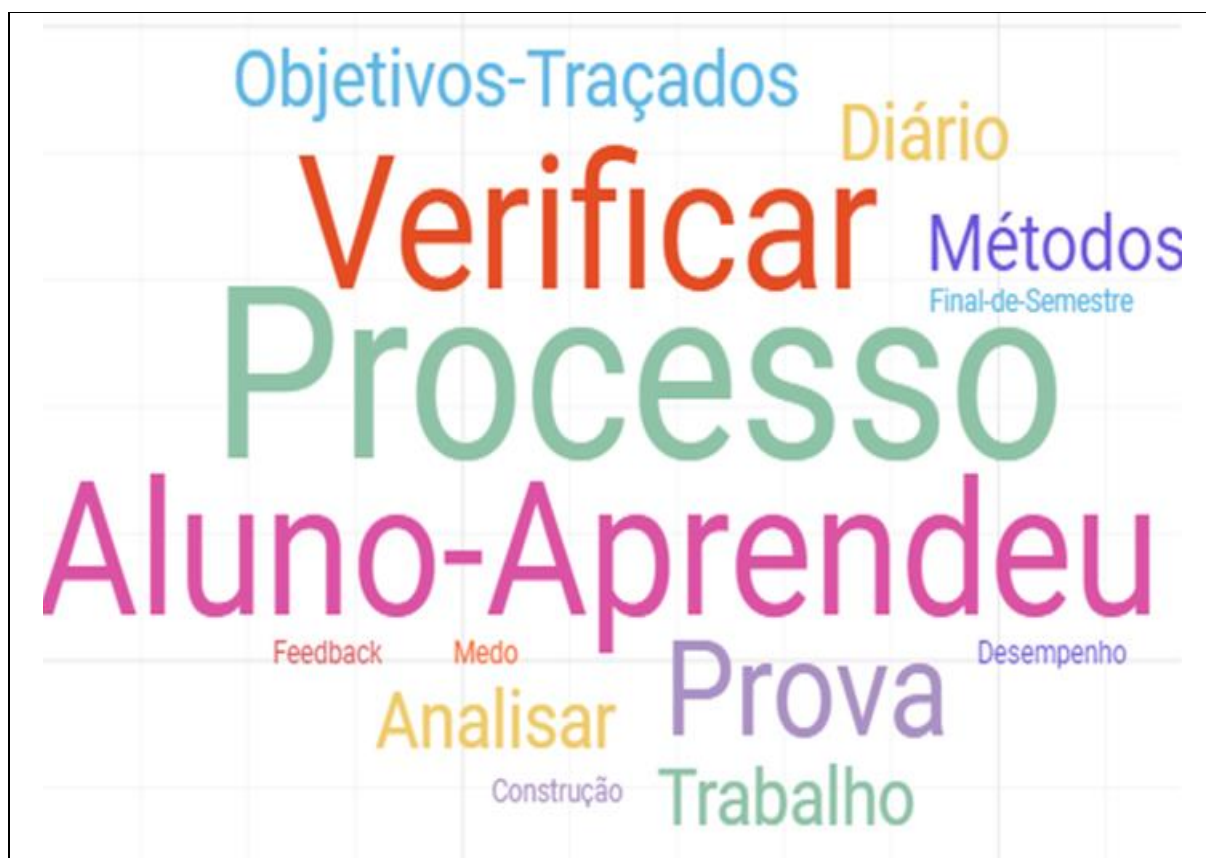 Objetivos-Traçados
Diário
Verificar
Métodos
Final-de-Semestre
Processo
Aluno-Aprendeu
Feedback
Medo
Prova
Desempenho
Analisar
Construção
Trabalho